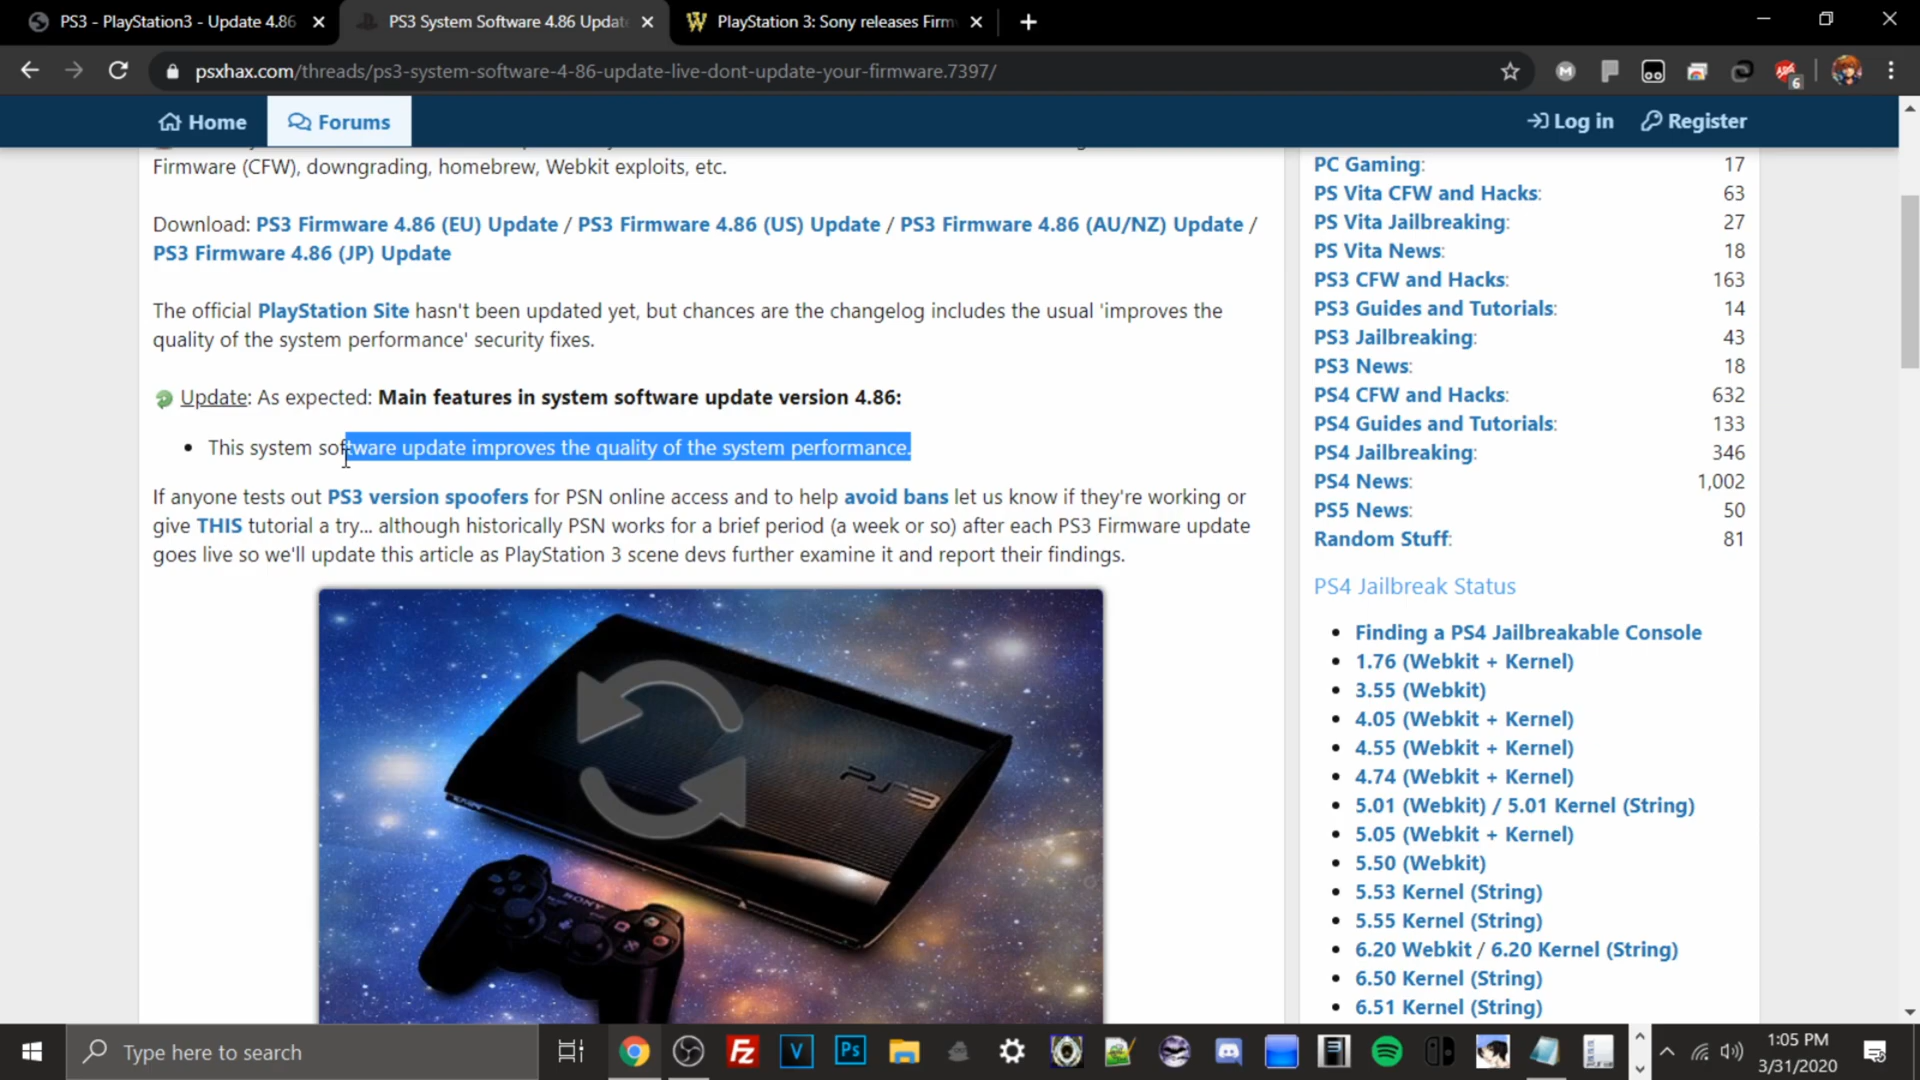 PS3 - PlayStation3 - Update 4.86
PS3 System Software 4.86 Updat
PlayStation 3: Sony releases Firm
psxhax.com/threads/ps3-system-software-4-86-update-live-dont-update-your-firmware.7397/
6
Home
Forums
Log in
Register
Firmware (CFW), downgrading, homebrew, Webkit exploits, etc.
Download: PS3 Firmware 4.86 (EU) Update / PS3 Firmware 4.86 (US) Update / PS3 Firmware 4.86 (AU/NZ) Update /
PS3 Firmware 4.86 (JP) Update
The official PlayStation Site hasn't been updated yet, but chances are the changelog includes the usual 'improves the
quality of the system performance' security fixes.
Update: As expected: Main features in system software update version 4.86:
• This system software update improves the quality of the system performance.
If anyone tests out PS3 version spoofers for PSN online access and to help avoid bans let us know if they're working or
give THIS tutorial a try... although historically PSN works for a brief period (a week or so) after each PS3 Firmware update
goes live so we'll update this article as PlayStation 3 scene devs further examine it and report their findings.
PS3
SONY
PC Gaming: 17
PS Vita CFW and Hacks: 63
PS Vita Jailbreaking: 27
PS Vita News: 18
PS3 CFW and Hacks: 163
PS3 Guides and Tutorials: 14
PS3 Jailbreaking: 43
PS3 News: 18
PS4 CFW and Hacks: 632
PS4 Guides and Tutorials: 133
PS4 Jailbreaking: 346
PS4 News: 1,002
PS5 News: 50
Random Stuff: 81
PS4 Jailbreak Status
• Finding a PS4 Jailbreakable Console
• 1.76 (Webkit + Kernel)
• 3.55 (Webkit)
• 4.05 (Webkit + Kernel)
• 4.55 (Webkit + Kernel)
• 4.74 (Webkit + Kernel)
• 5.01 (Webkit) / 5.01 Kernel (String)
• 5.05 (Webkit + Kernel)
• 5.50 (Webkit)
• 5.53 Kernel (String)
• 5.55 Kernel (String)
• 6.20 Webkit / 6.20 Kernel (String)
• 6.50 Kernel (String)
• 6.51 Kernel (String)
Type here to search
1:05 PM
3/31/2020